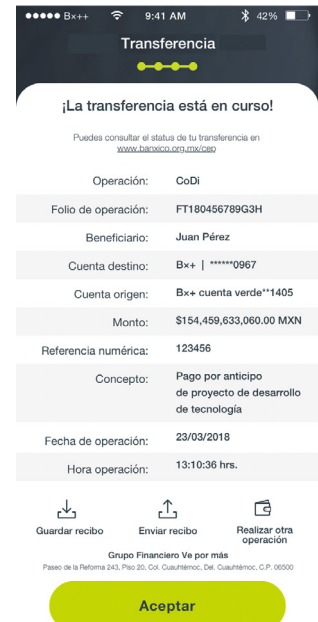 B×++ 9:41 AM 42%
Transferencia
¡La transferencia está en curso!
Puedes consultar el status de tu transferencia en
www.banxico.org.mx/cep
Operación: CoDi
Folio de operación: FT180456789G3H
Beneficiario: Juan Pérez
Cuenta destino: B×+ | ******0967
Cuenta origen: B×+ cuenta verde**1405
Monto: $154,459,633,060.00 MXN
Referencia numérica: 123456
Concepto: Pago por anticipo
de proyecto de desarrollo
de tecnología
Fecha de operación: 23/03/2018
Hora operación: 13:10:36 hrs.
Guardar recibo Enviar recibo Realizar otra
operación
Grupo Financiero Ve por más
Paseo de la Reforma 243, Piso 20, Col. Cuauhtémoc, Del. Cuauhtémoc, C.P. 06500
Aceptar